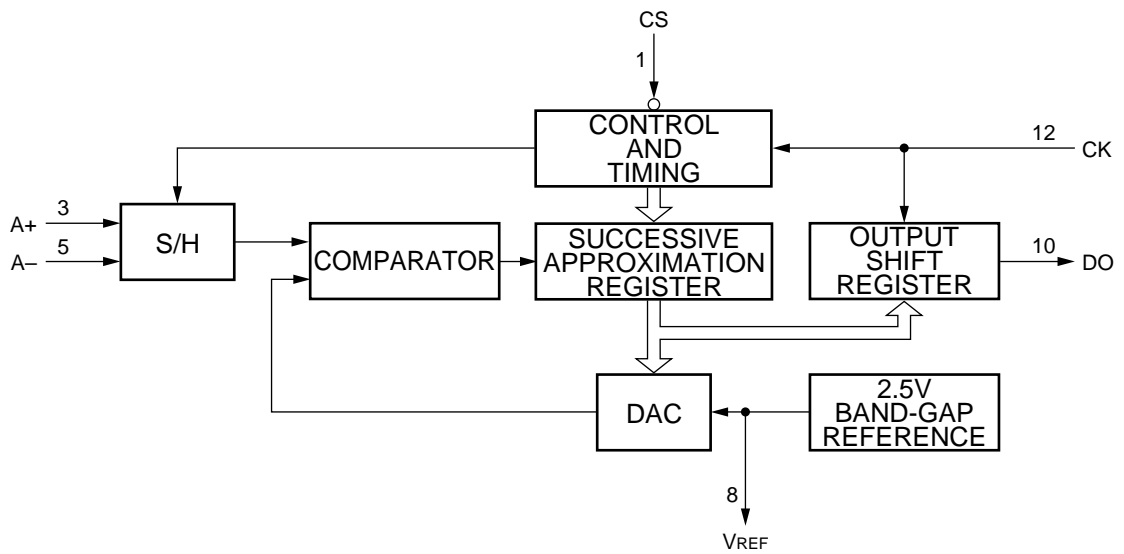 CS
1
CONTROL
AND
TIMING
12
CK
A+
3
A–
5
S/H
COMPARATOR
SUCCESSIVE
APPROXIMATION
REGISTER
OUTPUT
SHIFT
REGISTER
10
DO
DAC
2.5V
BAND-GAP
REFERENCE
8
VREF